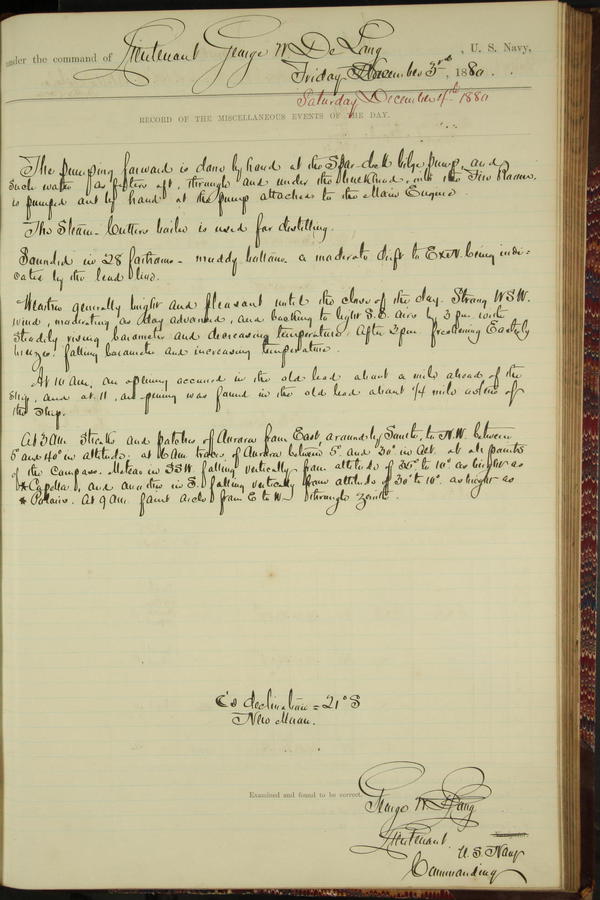 under the command of Lieutenant George W. De Long, U. S. Navy,
Friday December 3rd, 1880.
Saturday December 4th 1880
RECORD OF THE MISCELLANEOUS EVENTS OF THE DAY.
The pumping forward is done by hand at the Spar-deck bilge pump, and
such water as filters aft, through and under the bulkhead, into the Fire Room,
is pumped out by hand at the pump attached to the Main Engine.
The Steam-Cutters boiler is used for distilling.
Sounded in 28 fathoms - muddy bottom. a moderate drift to being indi=
cated by the lead line.
Weather generally bright and pleasant until the close of the day. Strong W.S.W.
wind, moderating as day advanced, and backing to light S.E. airs by 3 pm. with
steadily rising barometer and decreasing temperature. After 3 pm. freshening Easterly
breeze, falling barometer and increasing temperature.
At 10 am, an opening occurred in the old lead about a mile ahead of the
ship, and at 11, an opening was found in the old lead about 1/4 mile astern of
the ship.
At 3 am streaks and patches of Aurora from East, around by South, to N.W. between
5° and 40° in altitude. at 6 am traces of Aurora between 5° and 30° in alt. at all points
of the Compass. Meteor in SSW. falling vertically from altitude of to 10° as bright as
* Capella, and another in S. falling vertically from altitude of 30° to 10°. as bright as
* Polaris. At 9 am. faint arch from E to W through zenith.
declination = 21° S
New Moon.
Examined and found to be correct.
George W. De Long
Lieutenant
U. S. Navy
Commanding